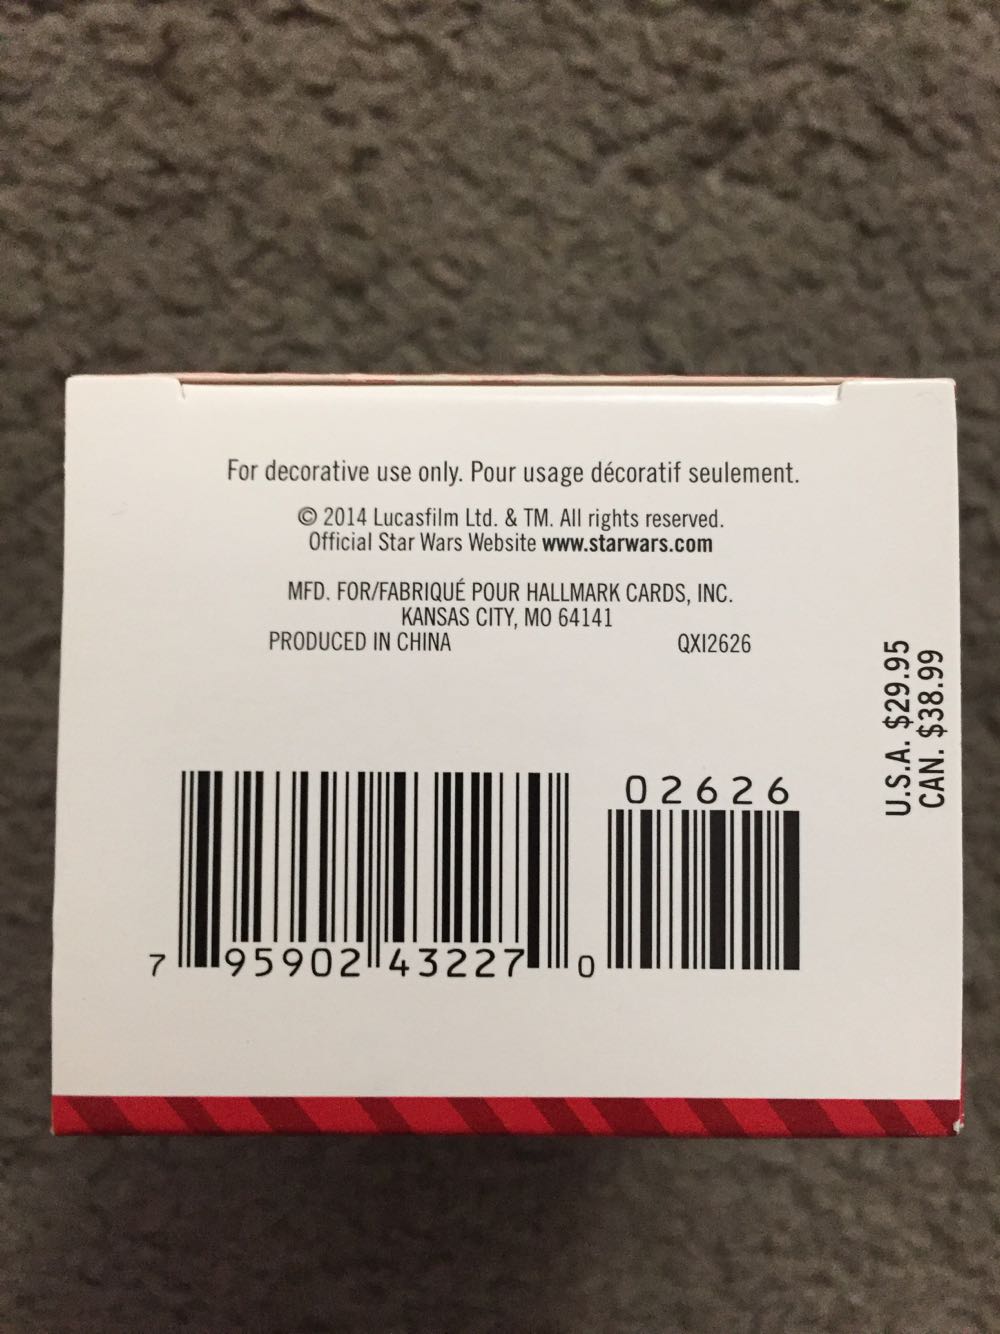 For decorative use only. Pour usage décoratif seulement.
© 2014 Lucasfilm Ltd. & TM. All rights reserved.
Official Star Wars Website www.starwars.com
MFD. FOR/FABRIQUÉ POUR HALLMARK CARDS, INC.
KANSAS CITY, MO 64141
PRODUCED IN CHINA QXI2626
U.S.A. $29.95
CAN. $38.99
02626
7 95902 43227 0